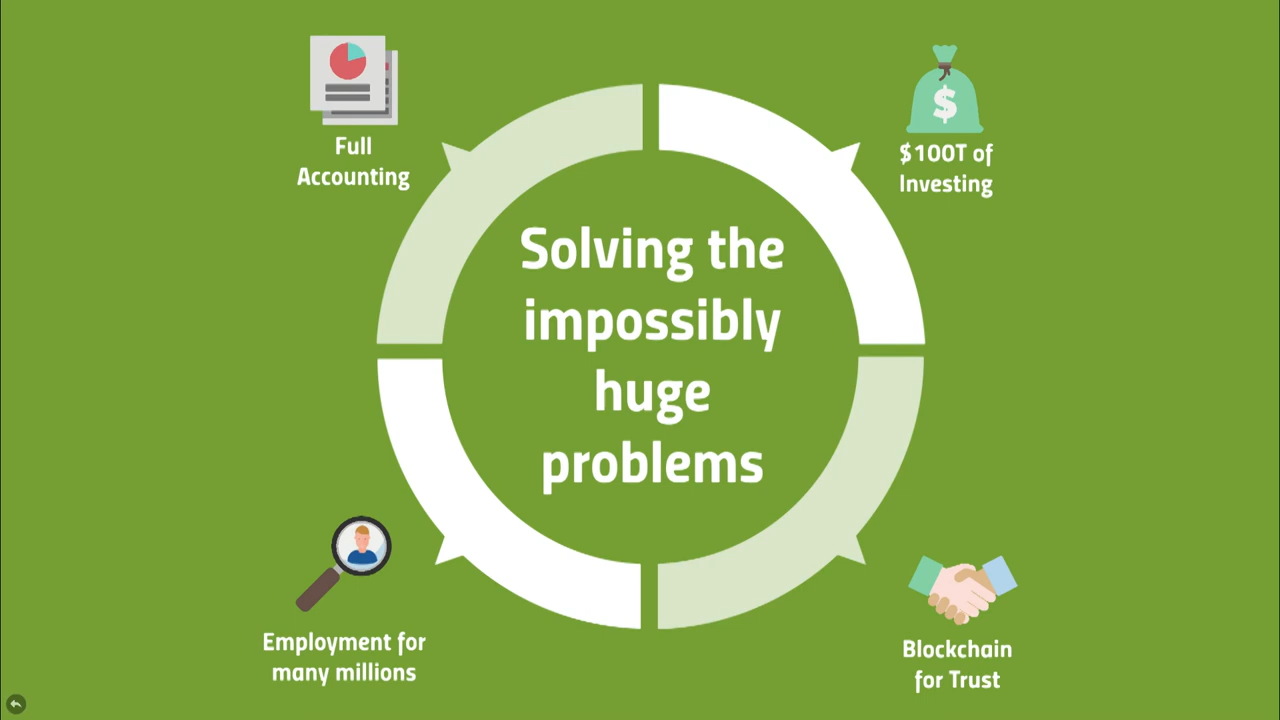 Full
Accounting
$
$100T of
Investing
Solving the
impossibly
huge
problems
Employment for
many millions
Blockchain
for Trust